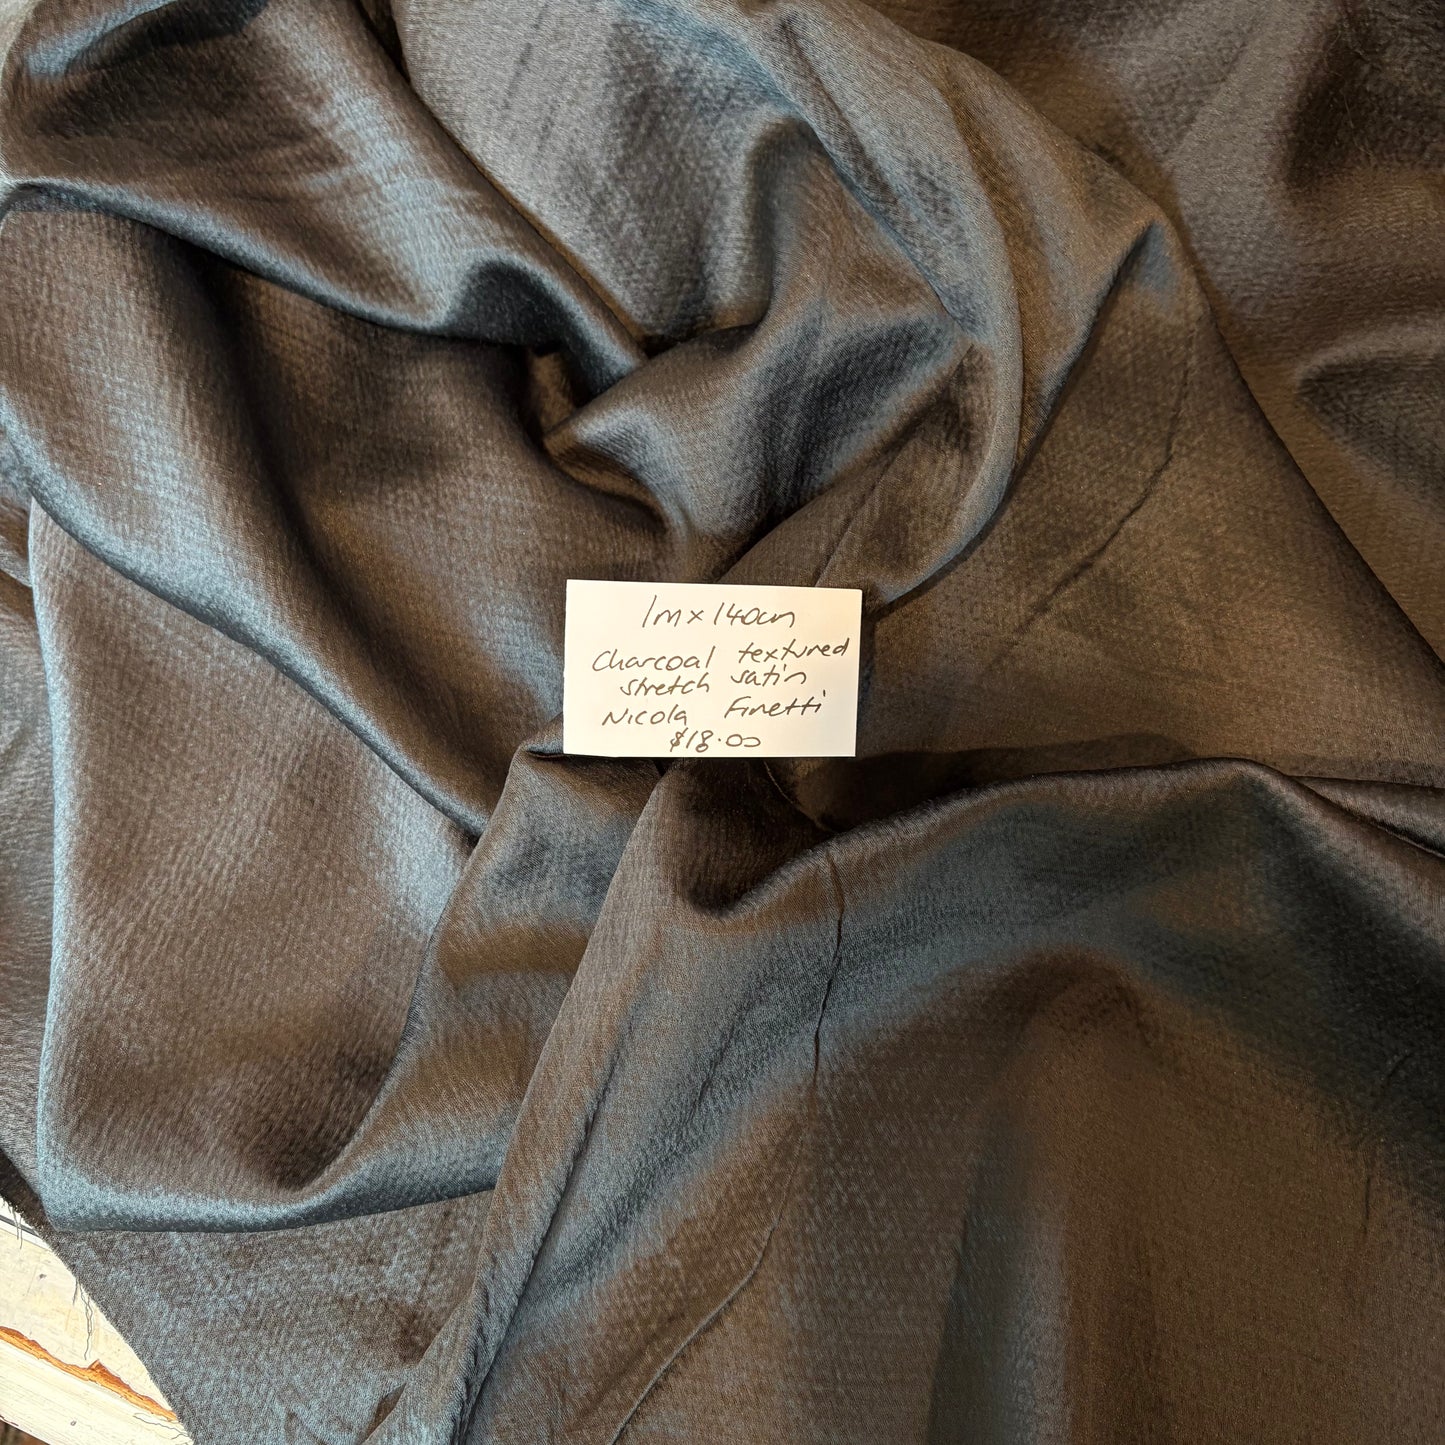 1m x 140cm
Charcoal textured
stretch satin
Nicola Finetti
$18.00